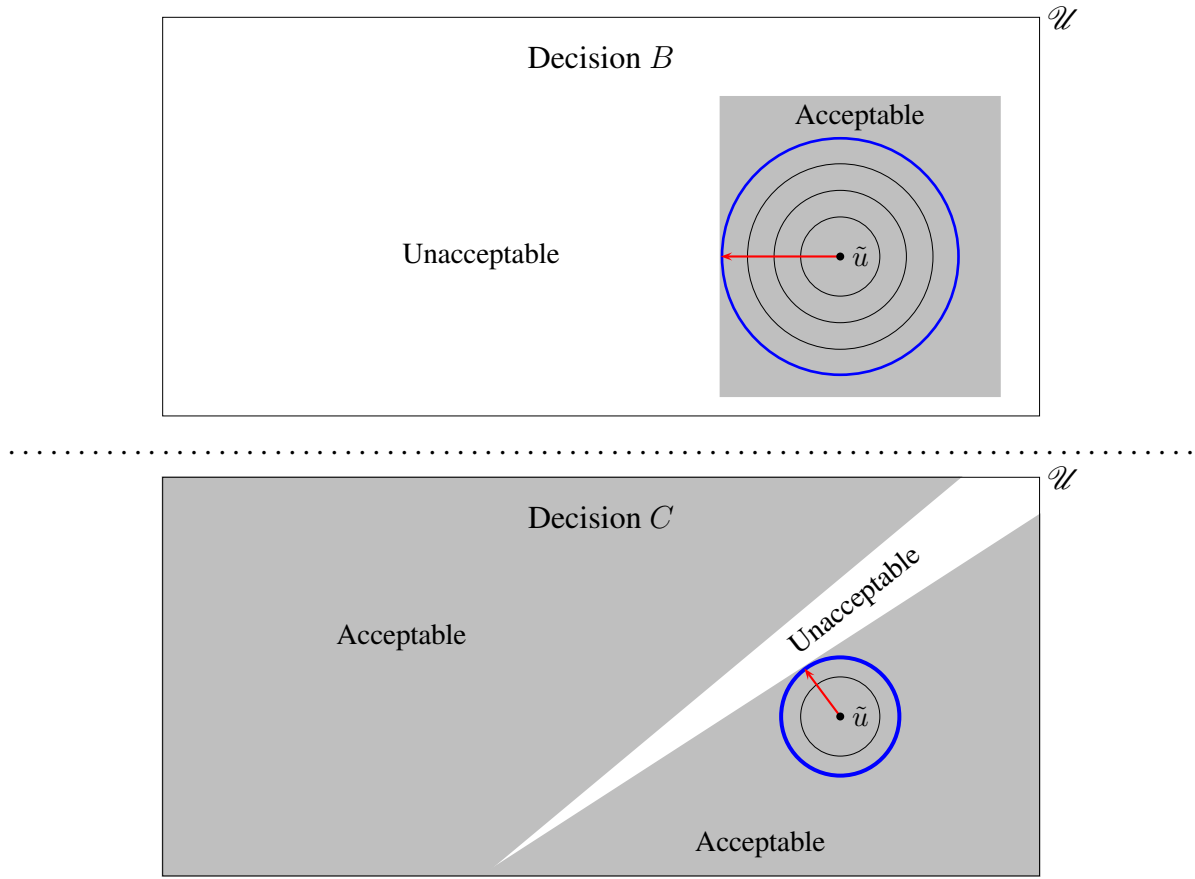 𝒰
Decision B
Acceptable
Unacceptable
ũ
𝒰
Decision C
Unacceptable
Acceptable
ũ
Acceptable